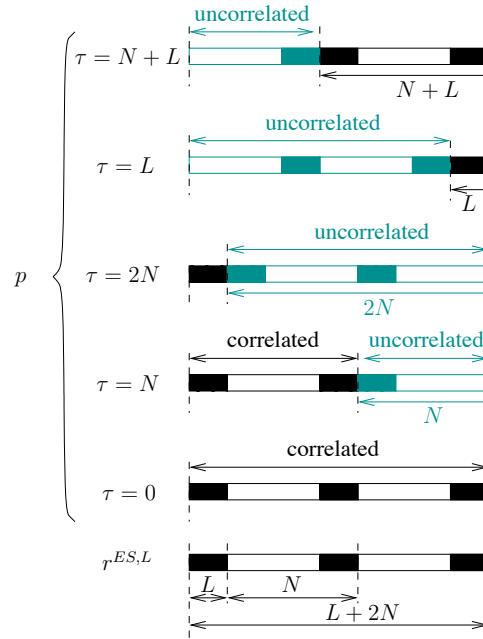 uncorrelated
τ = N + L
N + L
uncorrelated
τ = L
L
uncorrelated
τ = 2N
2N
p
correlated uncorrelated
τ = N
N
correlated
τ = 0
r^{ES,L}
L N
L + 2N